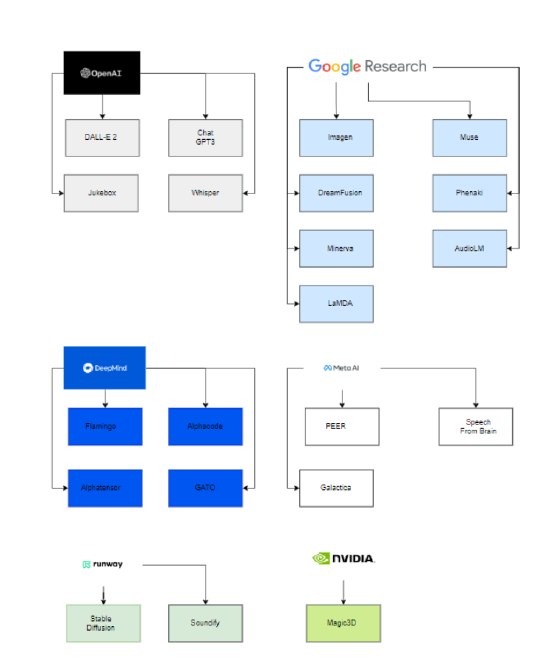 OpenAI
Google Research
DALL-E 2
Chat
GPT3
Imagen
Muse
Jukebox
Whisper
DreamFusion
Phenaki
Minerva
AudioLM
LaMDA
DeepMind
Meta AI
Flamingo
Alphacode
PEER
Speech
From Brain
Alphatensor
GATO
Galactica
runway
NVIDIA.
Stable
Diffusion
Soundify
Magic3D